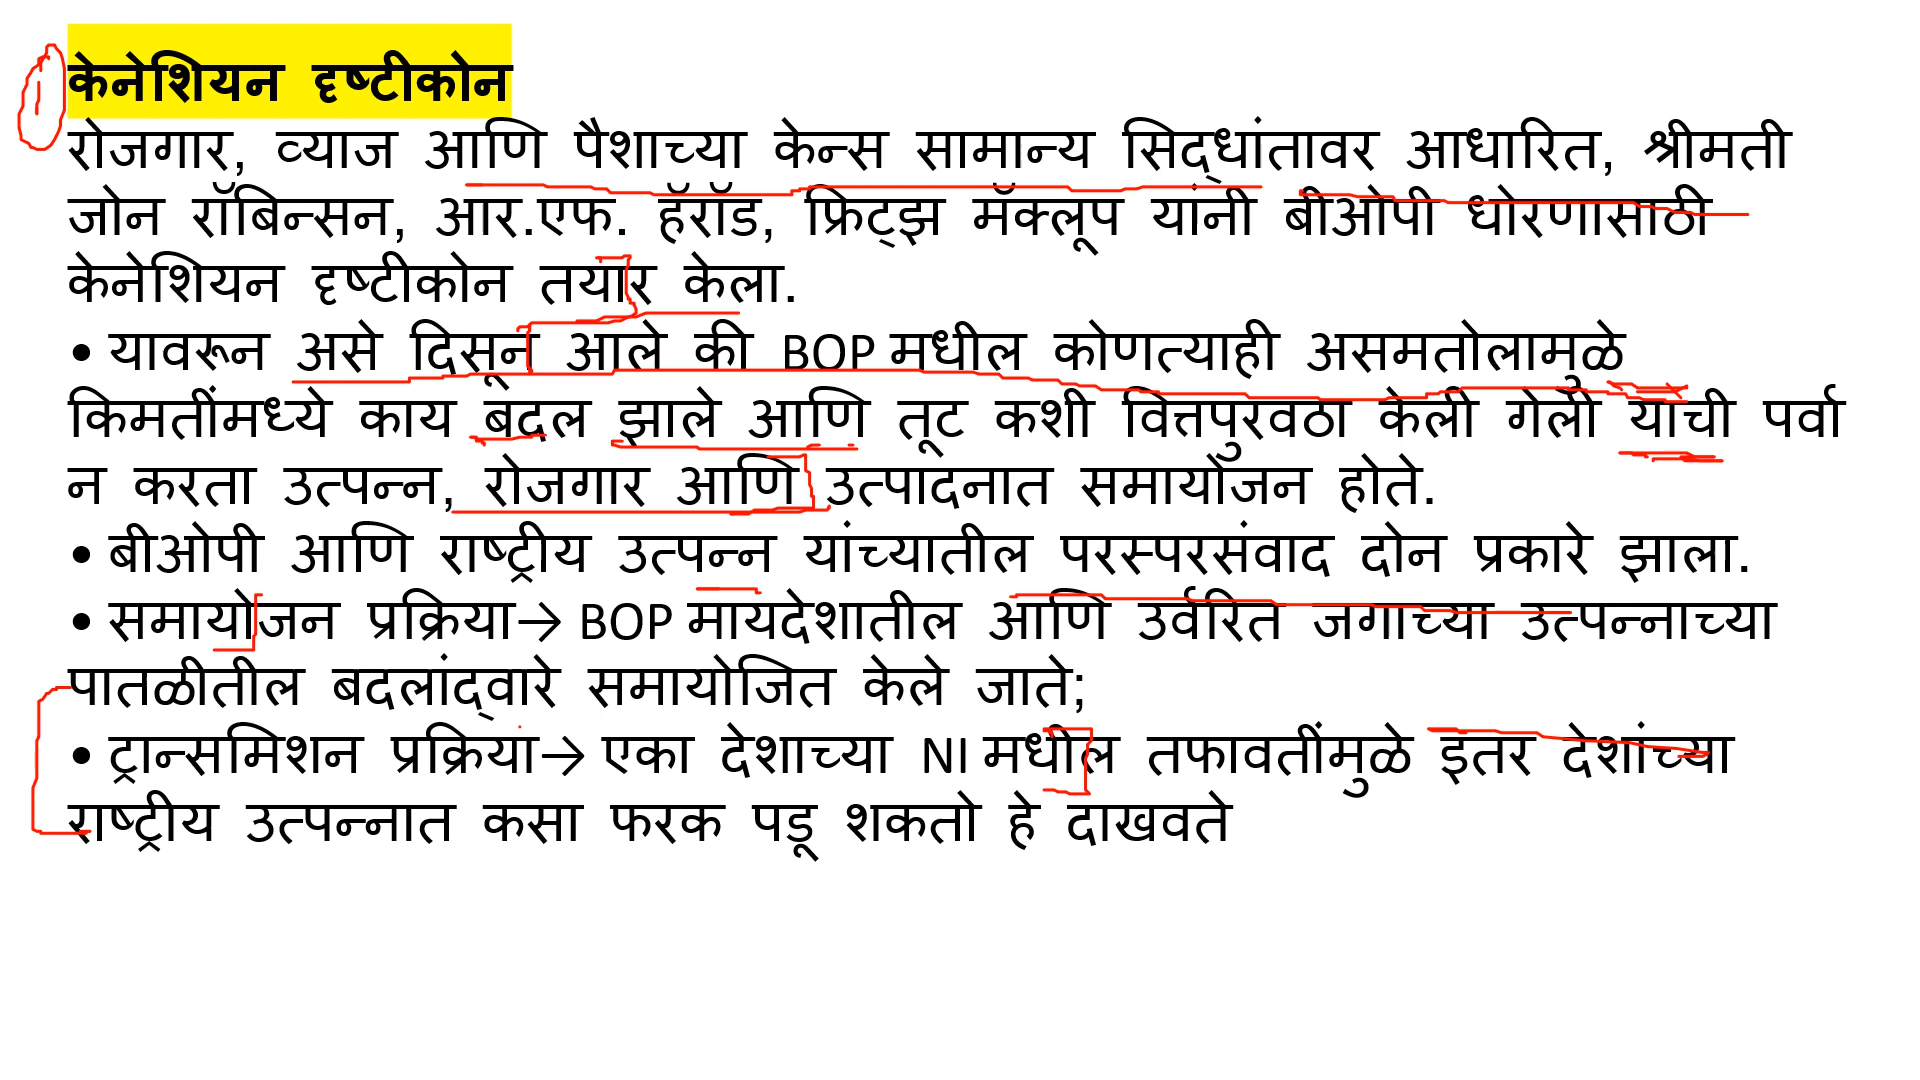 केनेशियन दृष्टीकोन
रोजगार, व्याज आणि पैशाच्या केन्स सामान्य सिद्धांतावर आधारित, श्रीमती
जोन रॉबिन्सन, आर.एफ. हॅरॉड, फ्रिट्झ मॅक्लूप यांनी बीओपी धोरणासाठी
केनेशियन दृष्टीकोन तयार केला.
• यावरून असे दिसून आले की BOP मधील कोणत्याही असमतोलामुळे
किमतींमध्ये काय बदल झाले आणि तूट कशी वित्तपुरवठा केली गेली याची पर्वा
न करता उत्पन्न, रोजगार आणि उत्पादनात समायोजन होते.
• बीओपी आणि राष्ट्रीय उत्पन्न यांच्यातील परस्परसंवाद दोन प्रकारे झाला.
• समायोजन प्रक्रिया→ BOP मायदेशातील आणि उर्वरित जगाच्या उत्पन्नाच्या
पातळीतील बदलांद्वारे समायोजित केले जाते;
• ट्रान्समिशन प्रक्रिया→ एका देशाच्या NI मधील तफावतींमुळे इतर देशांच्या
राष्ट्रीय उत्पन्नात कसा फरक पडू शकतो हे दाखवते